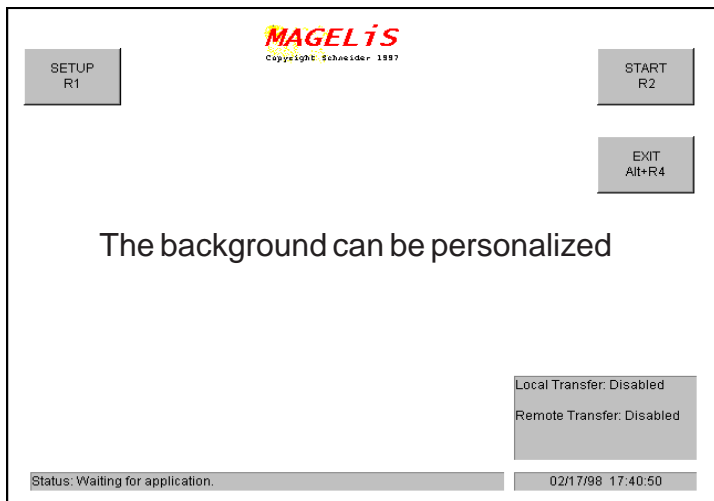 MAGELiS
Copyright Schneider 1997
SETUP
R1
START
R2
EXIT
Alt+R4
The background can be personalized
Local Transfer: Disabled
Remote Transfer: Disabled
Status: Waiting for application.
02/17/98 17:40:50